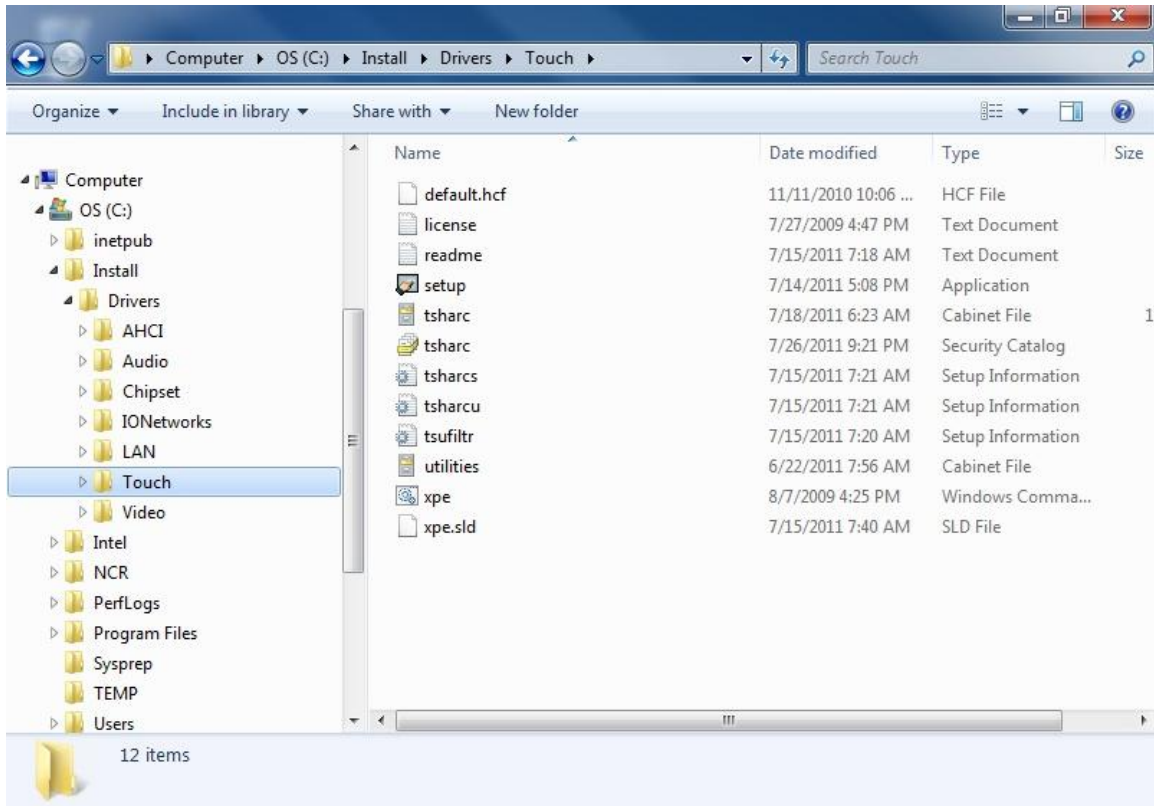 Computer ▸ OS (C:) ▸ Install ▸ Drivers ▸ Touch ▸ Search Touch
Organize Include in library Share with New folder
Computer
OS (C:)
inetpub
Install
Drivers
AHCI
Audio
Chipset
IONetworks
LAN
Touch
Video
Intel
NCR
PerfLogs
Program Files
Sysprep
TEMP
Users
Name Date modified Type Size
default.hcf 11/11/2010 10:06 ... HCF File
license 7/27/2009 4:47 PM Text Document
readme 7/15/2011 7:18 AM Text Document
setup 7/14/2011 5:08 PM Application
tsharc 7/18/2011 6:23 AM Cabinet File 1
tsharc 7/26/2011 9:21 PM Security Catalog
tsharcs 7/15/2011 7:21 AM Setup Information
tsharcu 7/15/2011 7:21 AM Setup Information
tsufiltr 7/15/2011 7:20 AM Setup Information
utilities 6/22/2011 7:56 AM Cabinet File
xpe 8/7/2009 4:25 PM Windows Comma...
xpe.sld 7/15/2011 7:40 AM SLD File
12 items